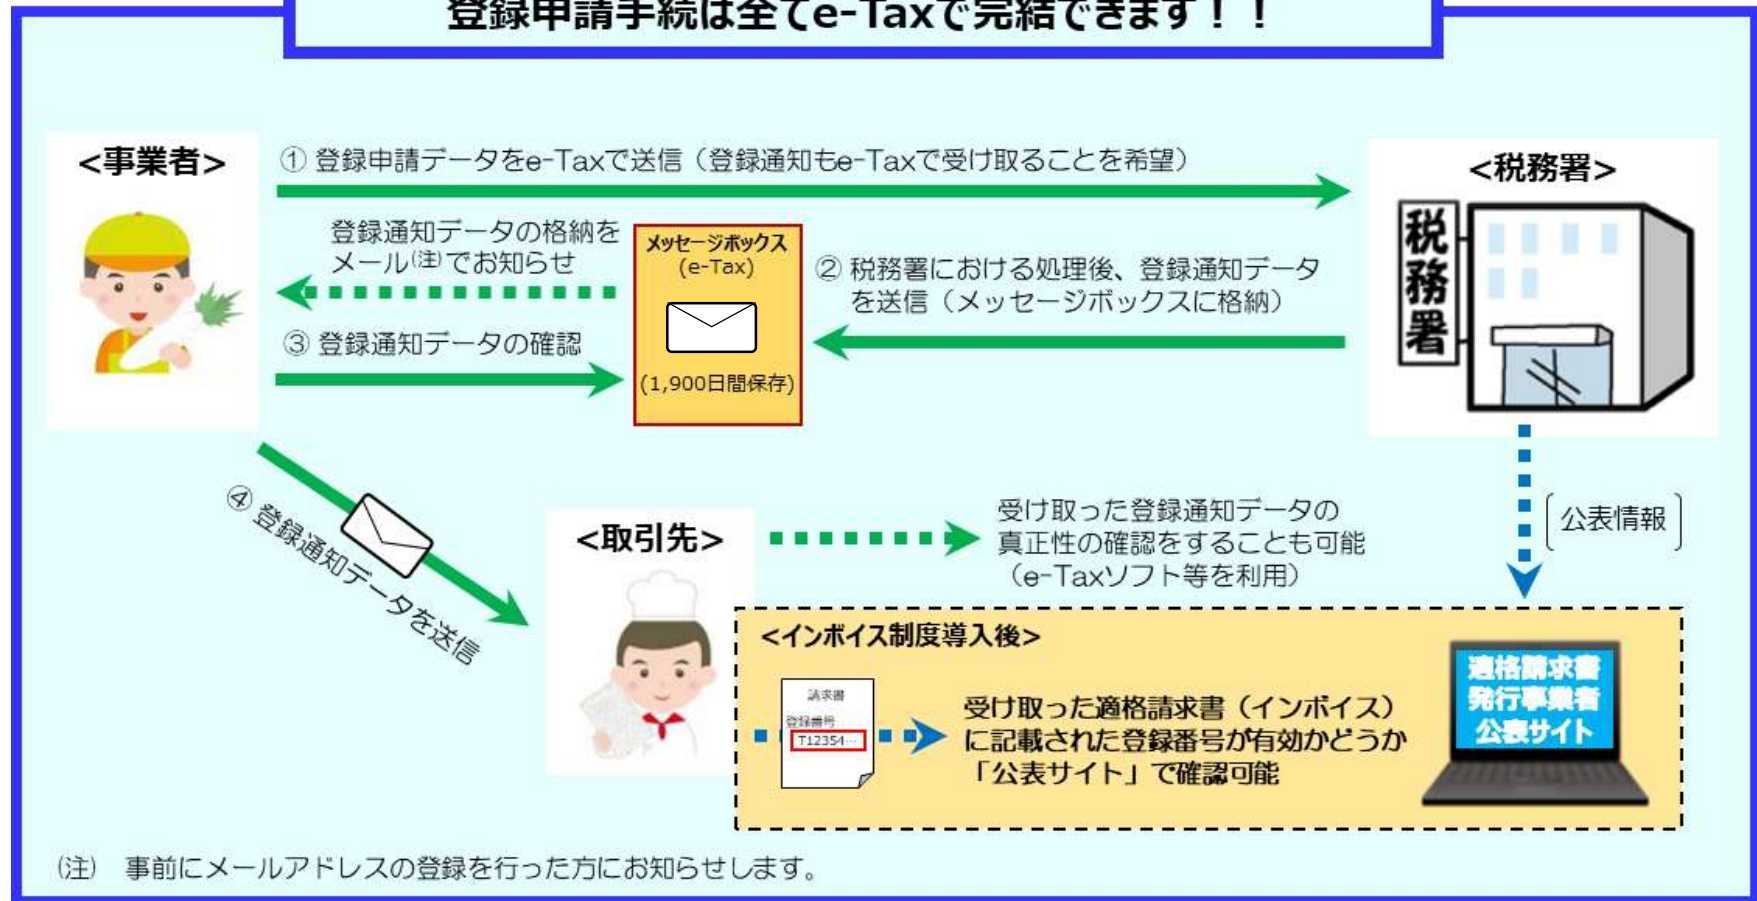 登録申請手続は全てe-Taxで完結できます！！
<事業者>
① 登録申請データをe-Taxで送信（登録通知もe-Taxで受け取ることを希望）
<税務署>
税務署
登録通知データの格納を
メール(注)でお知らせ
メッセージボックス
(e-Tax)
(1,900日間保存)
② 税務署における処理後、登録通知データ
を送信（メッセージボックスに格納）
③ 登録通知データの確認
④ 登録通知データを送信
<取引先>
受け取った登録通知データの
真正性の確認をすることも可能
（e-Taxソフト等を利用）
公表情報
<インボイス制度導入後>
請求書
登録番号
T12354…
受け取った適格請求書（インボイス）
に記載された登録番号が有効かどうか
「公表サイト」で確認可能
適格請求書
発行事業者
公表サイト
(注)　事前にメールアドレスの登録を行った方にお知らせします。